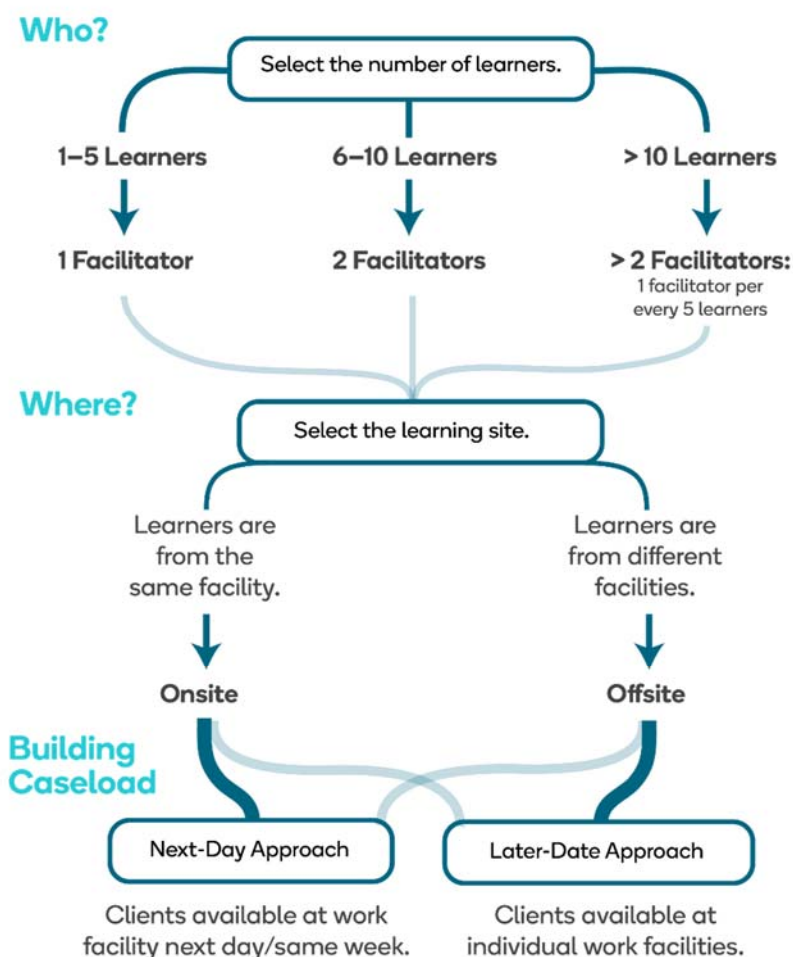 Who?
Select the number of learners.
1–5 Learners
6–10 Learners
> 10 Learners
1 Facilitator
2 Facilitators
> 2 Facilitators:
1 facilitator per
every 5 learners
Where?
Select the learning site.
Learners are
from the
same facility.
Learners are
from different
facilities.
Onsite
Offsite
Building
Caseload
Next-Day Approach
Later-Date Approach
Clients available at work
facility next day/same week.
Clients available at
individual work facilities.